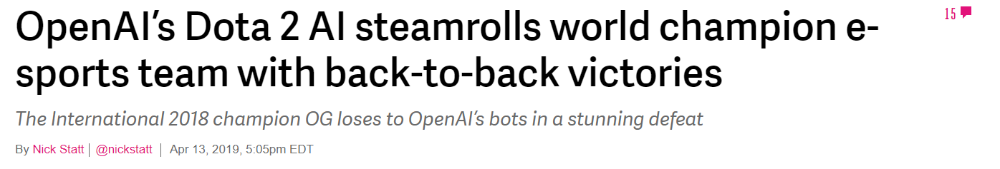 OpenAI’s Dota 2 AI steamrolls world champion e-
sports team with back-to-back victories
15
The International 2018 champion OG loses to OpenAI’s bots in a stunning defeat
By Nick Statt | @nickstatt | Apr 13, 2019, 5:05pm EDT